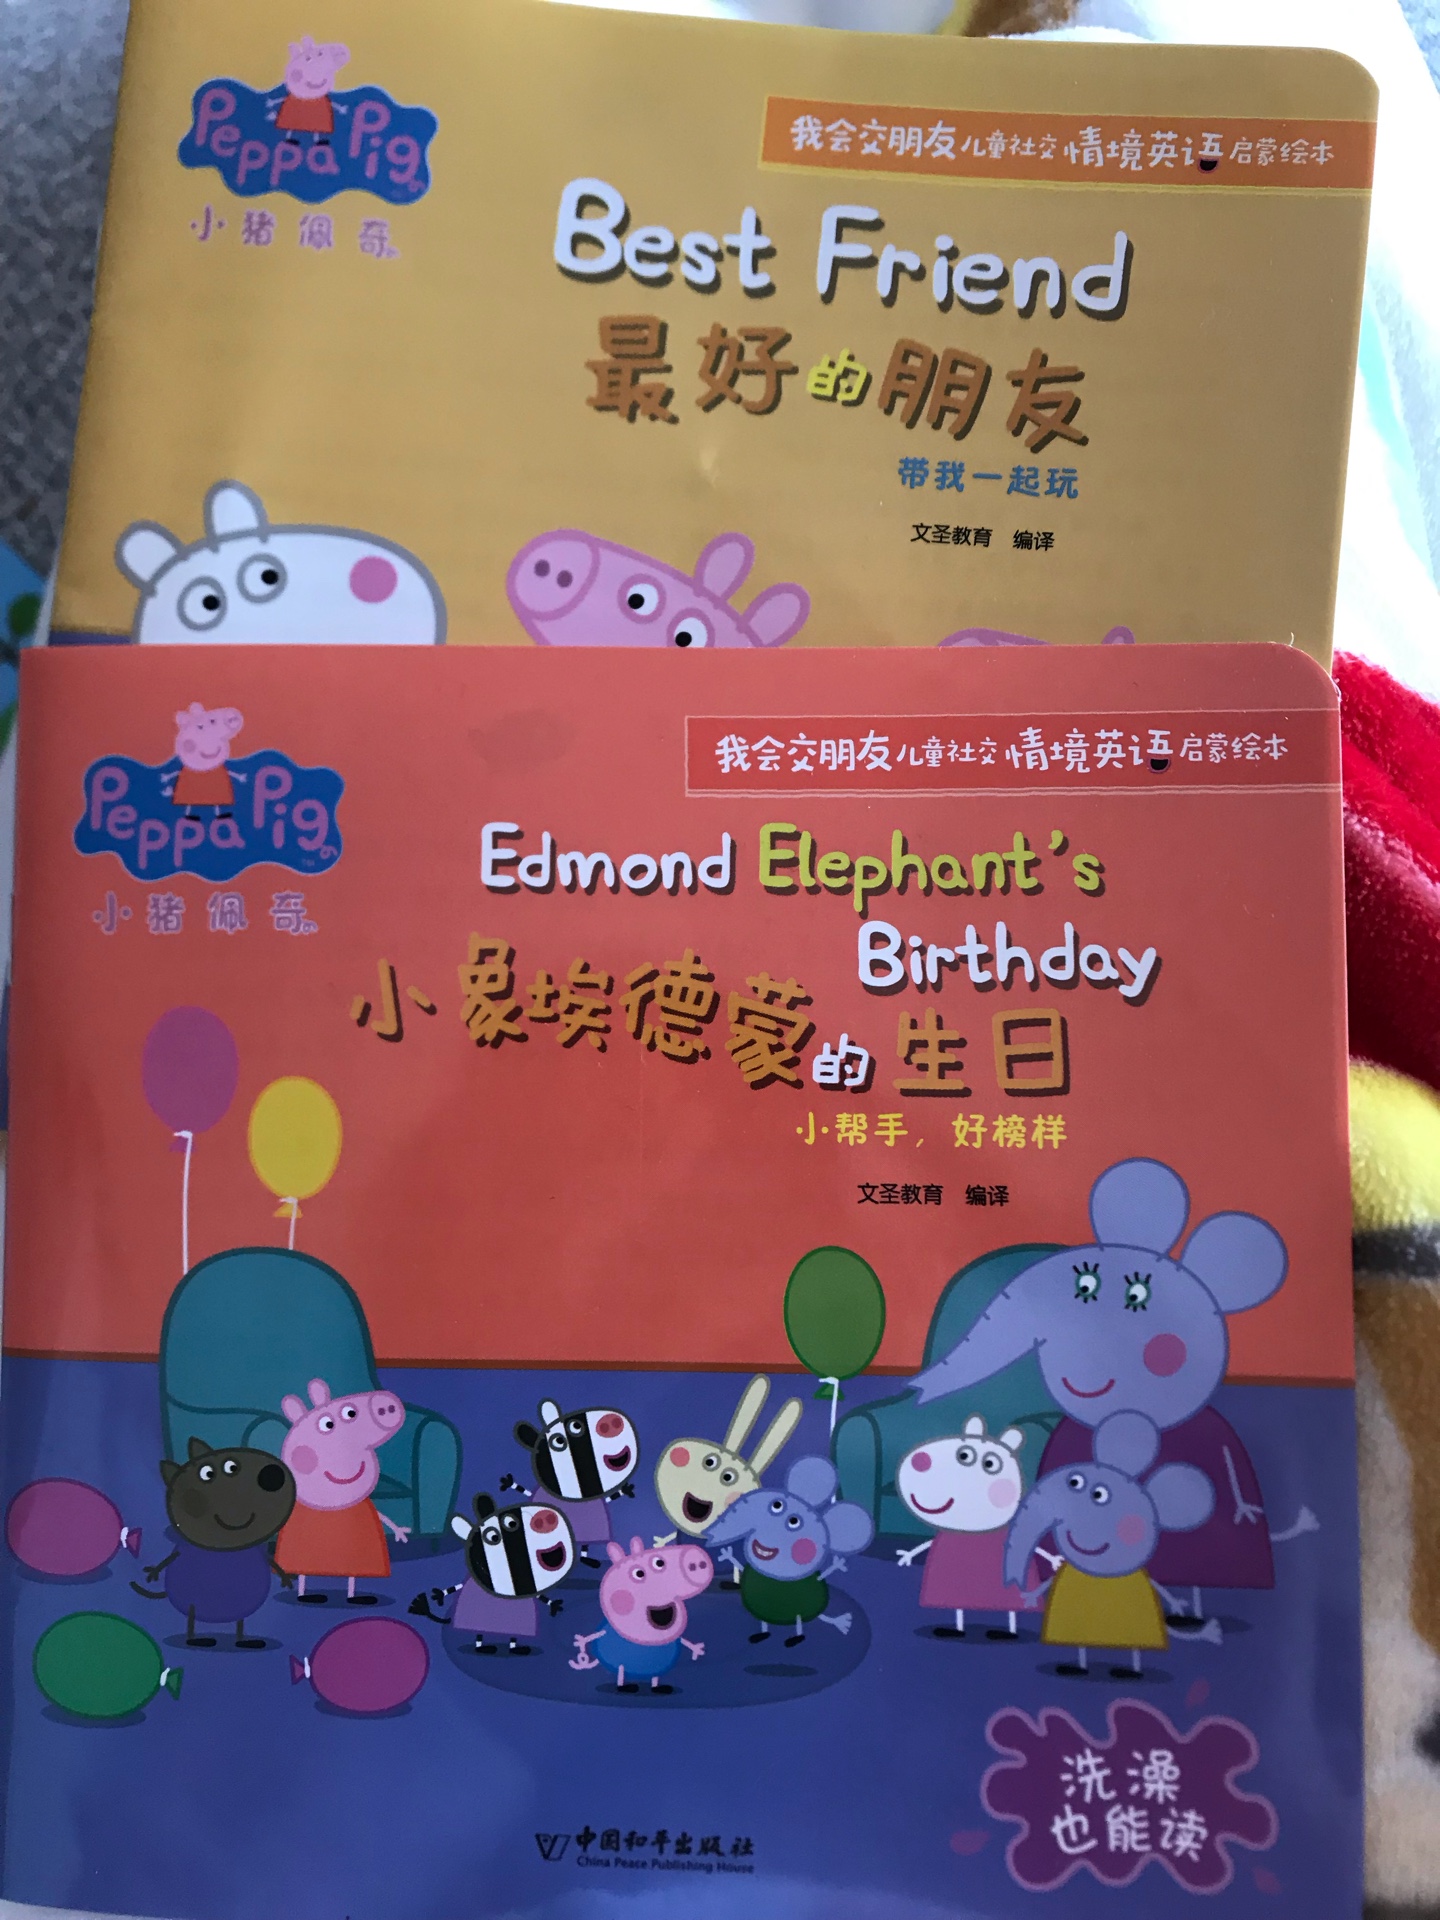 Peppa Pig
小猪佩奇
我会交朋友儿童社交情境英语启蒙绘本
Best Friend
最好的朋友
带我一起玩
文圣教育 编译
Peppa Pig
小猪佩奇
我会交朋友儿童社交情境英语启蒙绘本
Edmond Elephant's
Birthday
小象埃德蒙的生日
小帮手，好榜样
文圣教育 编译
洗澡
也能读
中国和平出版社
China Peace Publishing House